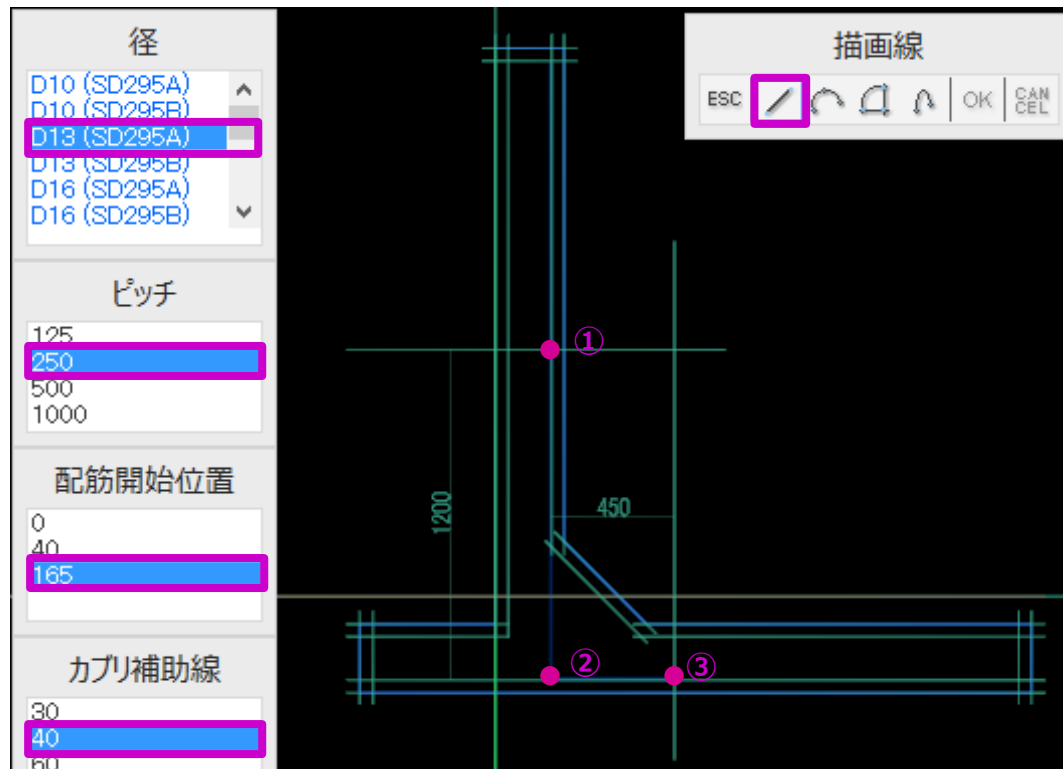 径
D10 (SD295A)
D10 (SD295B)
D13 (SD295A)
D13 (SD295B)
D16 (SD295A)
D16 (SD295B)
ピッチ
125
250
500
1000
配筋開始位置
0
40
165
カブリ補助線
30
40
60
描画線
ESC
OK
CAN
CEL
①
1200
450
②
③